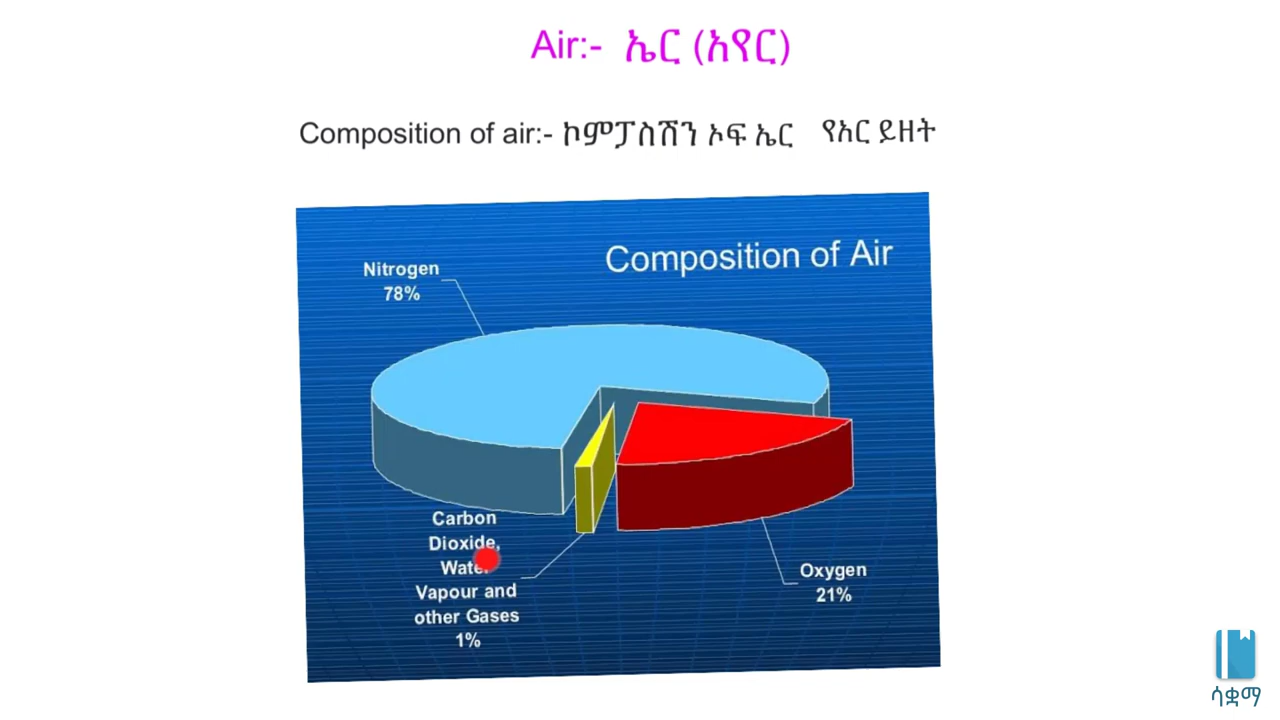 Air:- ኤር (አየር)
Composition of air:- ኮምፓስሽን ኦፍ ኤር የአር ይዘት
Composition of Air
Nitrogen
78%
Carbon
Dioxide,
Water
Vapour and
other Gases
1%
Oxygen
21%
ሳቋማ